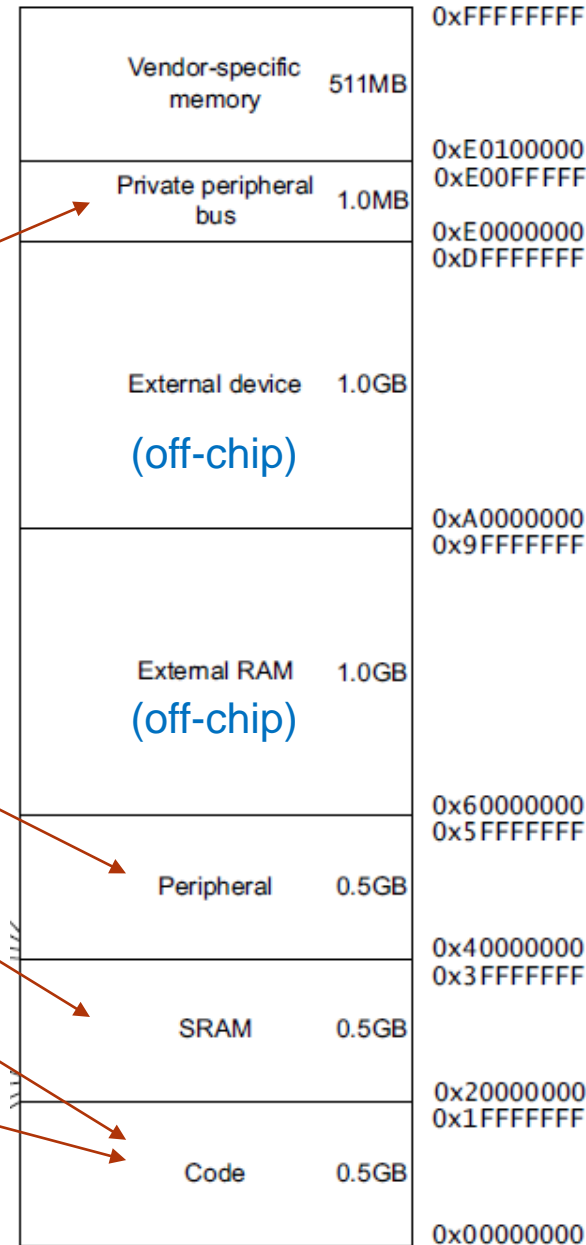 0xFFFFFFFF
Vendor-specific
memory
511MB
0xE0100000
0xE00FFFFF
Private peripheral
bus
1.0MB
0xE0000000
0xDFFFFFFF
External device 1.0GB
(off-chip)
0xA0000000
0x9FFFFFFF
External RAM 1.0GB
(off-chip)
0x60000000
0x5FFFFFFF
Peripheral 0.5GB
0x40000000
0x3FFFFFFF
SRAM 0.5GB
0x20000000
0x1FFFFFFF
Code 0.5GB
0x00000000